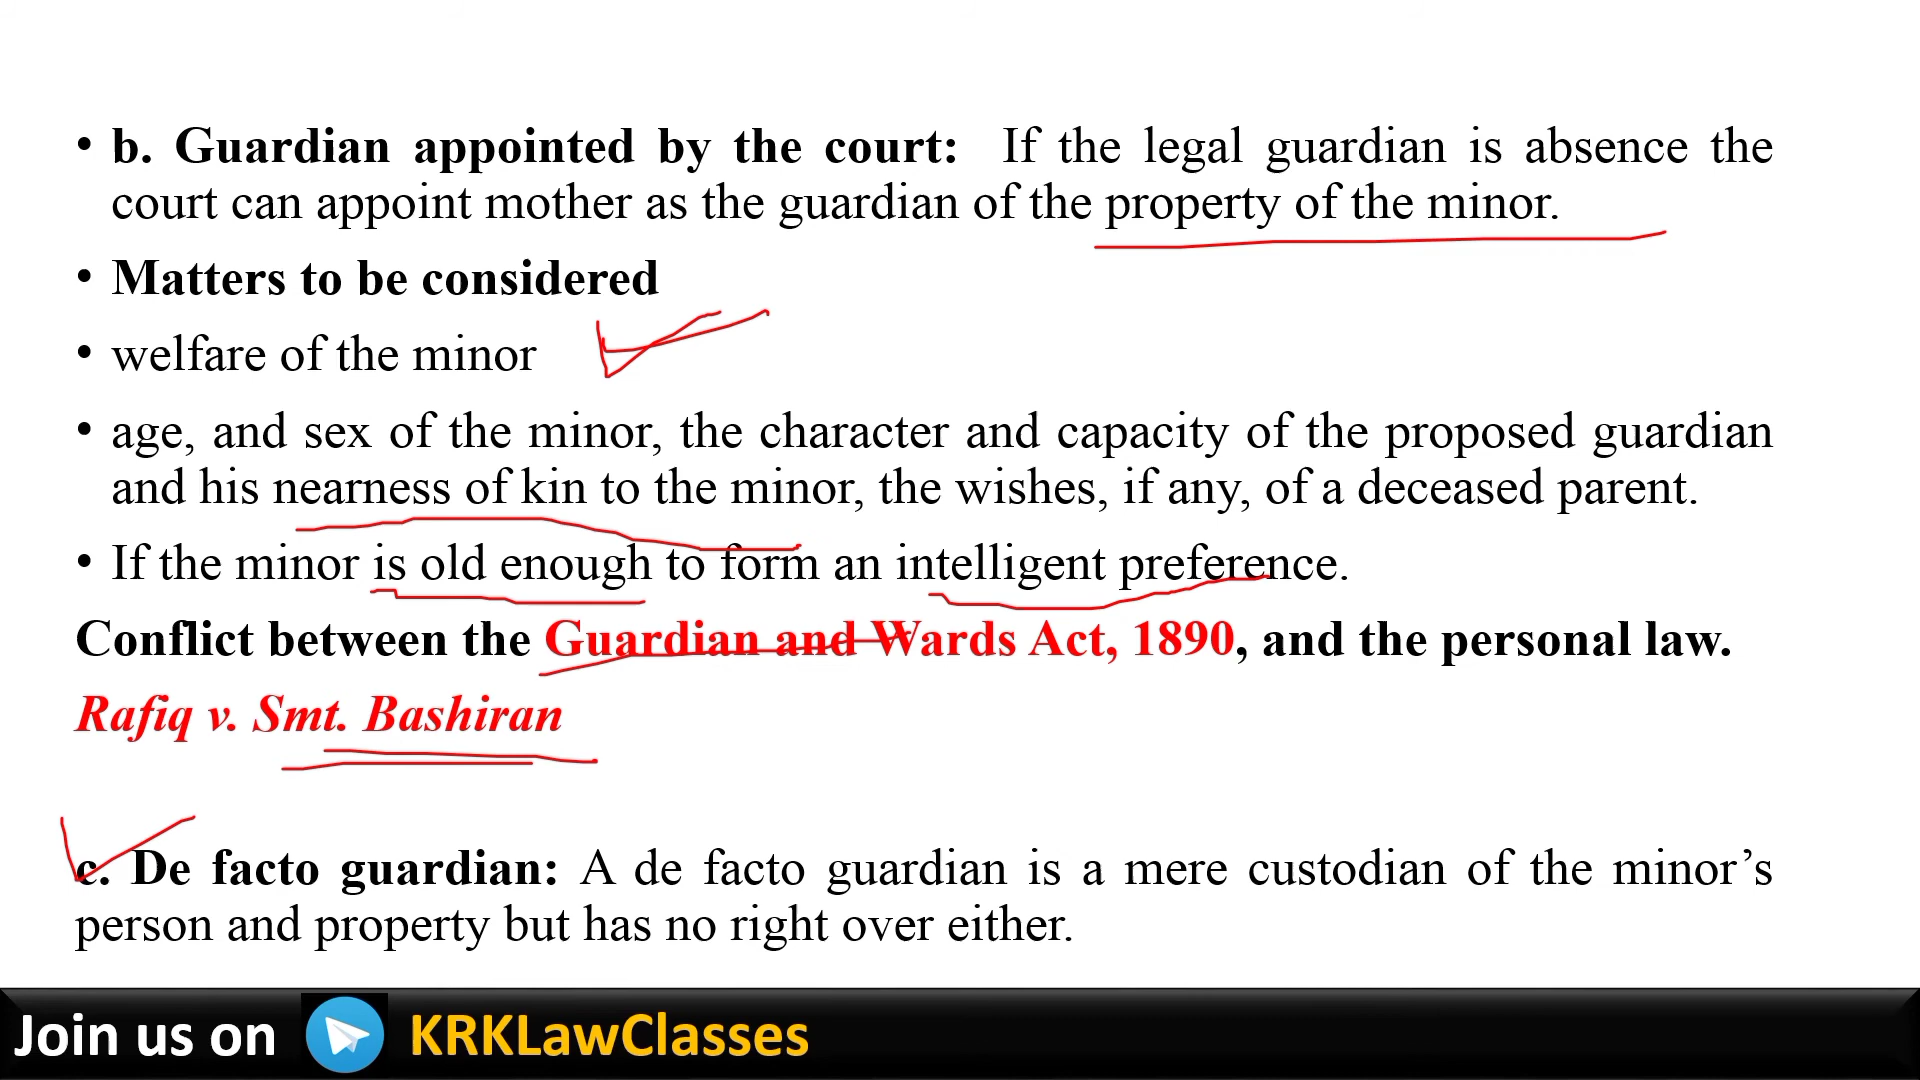 • b. Guardian appointed by the court: If the legal guardian is absence the
court can appoint mother as the guardian of the property of the minor.
• Matters to be considered
• welfare of the minor
• age, and sex of the minor, the character and capacity of the proposed guardian
and his nearness of kin to the minor, the wishes, if any, of a deceased parent.
• If the minor is old enough to form an intelligent preference.
Conflict between the Guardian and Wards Act, 1890, and the personal law.
Rafiq v. Smt. Bashiran
c. De facto guardian: A de facto guardian is a mere custodian of the minor’s
person and property but has no right over either.
Join us on KRKLawClasses